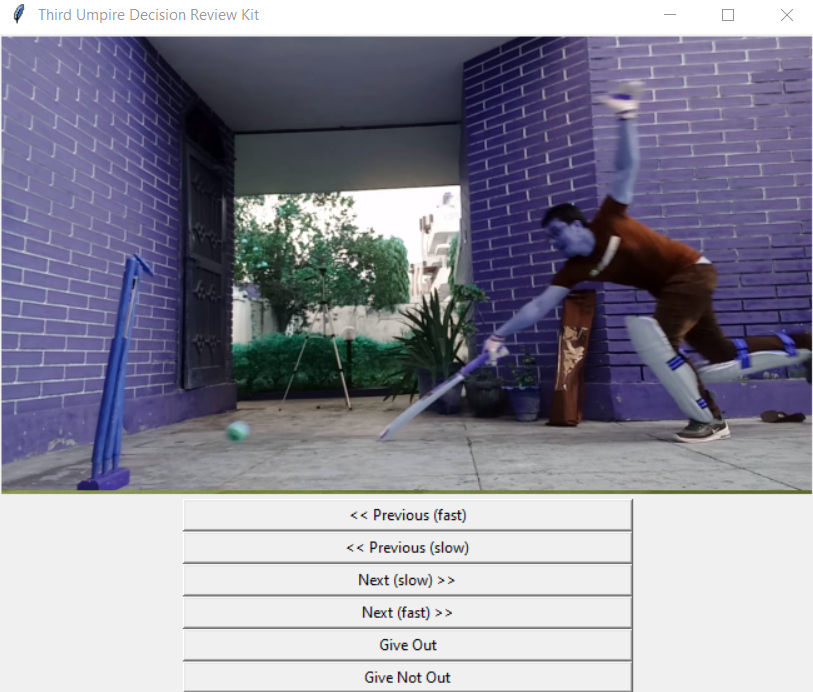 Third Umpire Decision Review Kit
<< Previous (fast)
<< Previous (slow)
Next (slow) >>
Next (fast) >>
Give Out
Give Not Out